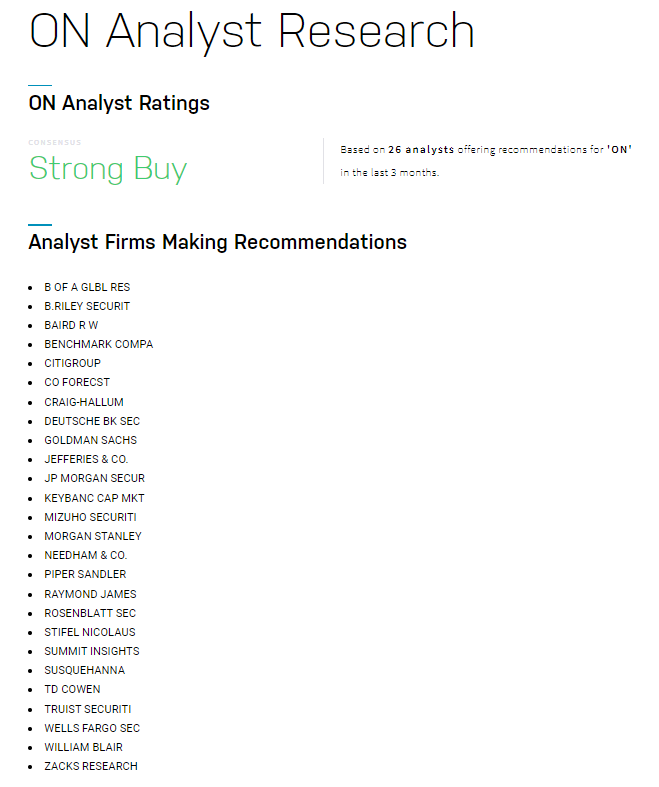 ON Analyst Research
ON Analyst Ratings
CONSENSUS
Strong Buy
Based on 26 analysts offering recommendations for 'ON'
in the last 3 months.
Analyst Firms Making Recommendations
B OF A GLBL RES
B.RILEY SECURIT
BAIRD R W
BENCHMARK COMPA
CITIGROUP
CO FORECST
CRAIG-HALLUM
DEUTSCHE BK SEC
GOLDMAN SACHS
JEFFERIES & CO.
JP MORGAN SECUR
KEYBANC CAP MKT
MIZUHO SECURITI
MORGAN STANLEY
NEEDHAM & CO.
PIPER SANDLER
RAYMOND JAMES
ROSENBLATT SEC
STIFEL NICOLAUS
SUMMIT INSIGHTS
SUSQUEHANNA
TD COWEN
TRUIST SECURITI
WELLS FARGO SEC
WILLIAM BLAIR
ZACKS RESEARCH